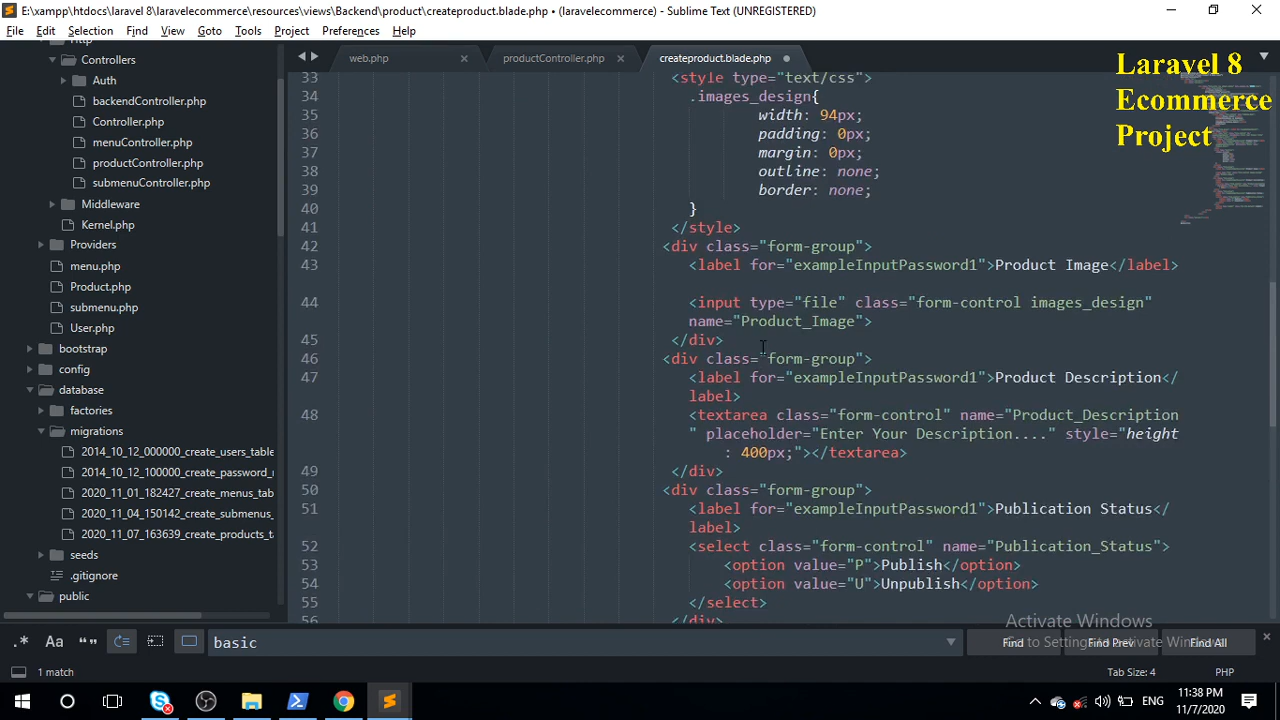 E:\xampp\htdocs\laravel 8\laravelecommerce\resources\views\Backend\product\createproduct.blade.php • (laravelecommerce) - Sublime Text (UNREGISTERED)
File Edit Selection Find View Goto Tools Project Preferences Help
Controllers
Auth
backendController.php
Controller.php
menuController.php
productController.php
submenuController.php
Middleware
Kernel.php
Providers
menu.php
Product.php
submenu.php
User.php
bootstrap
config
database
factories
migrations
2014_10_12_000000_create_users_table
2014_10_12_100000_create_password_r
2020_11_01_182427_create_menus_tab
2020_11_04_150142_create_submenus_
2020_11_07_163639_create_products_ta
seeds
.gitignore
public
web.php productController.php createproduct.blade.php
Laravel 8
Ecommerce
Project
33 <style type="text/css">
34 .images_design{
35 width: 94px;
36 padding: 0px;
37 margin: 0px;
38 outline: none;
39 border: none;
40 }
41 </style>
42 <div class="form-group">
43 <label for="exampleInputPassword1">Product Image</label>
44 <input type="file" class="form-control images_design"
name="Product_Image">
45 </div>
46 <div class="form-group">
47 <label for="exampleInputPassword1">Product Description</
label>
48 <textarea class="form-control" name="Product_Description
" placeholder="Enter Your Description...." style="height
: 400px;"></textarea>
49 </div>
50 <div class="form-group">
51 <label for="exampleInputPassword1">Publication Status</
label>
52 <select class="form-control" name="Publication_Status">
53 <option value="P">Publish</option>
54 <option value="U">Unpublish</option>
55 </select>
56 </div>
Activate Windows
Go to Settings to activate Windows.
.* Aa “” basic Find Find Prev Find All
1 match Tab Size: 4 PHP
ENG 11:38 PM
11/7/2020